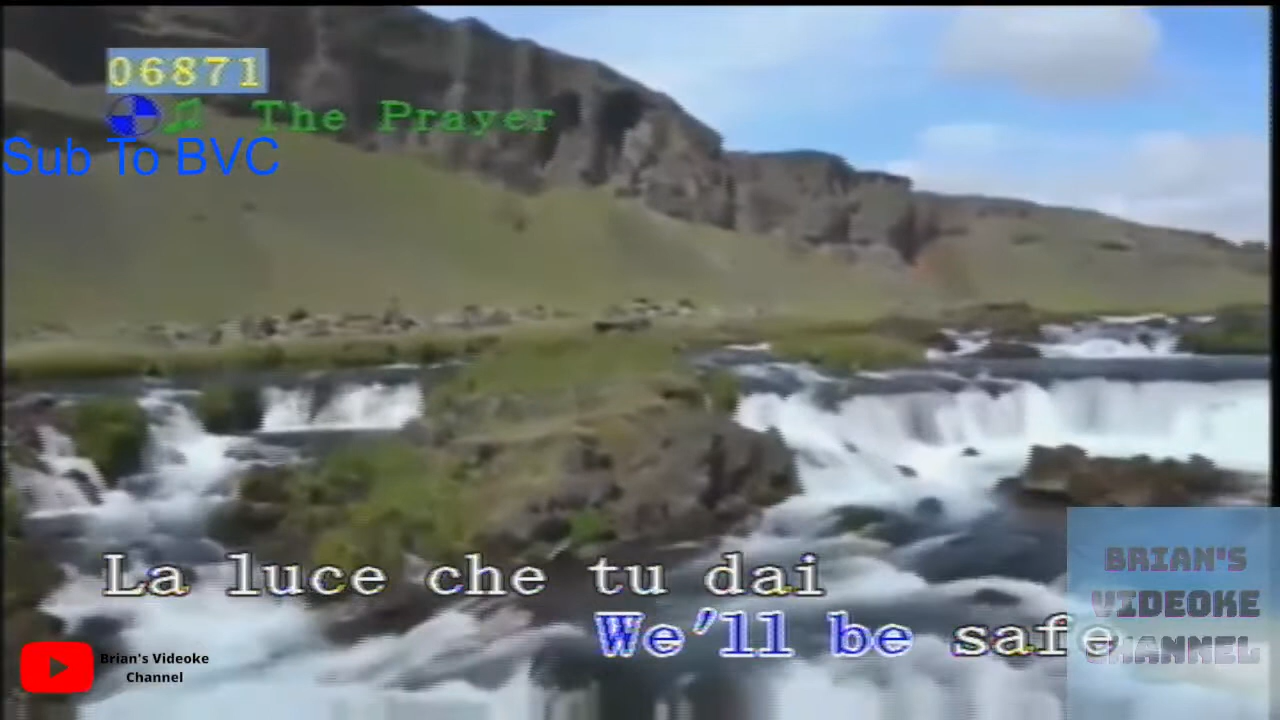 06871
The Prayer
Sub To BVC
La luce che tu dai
We'll be safe
BRIAN'S
VIDEOKE
CHANNEL
Brian's Videoke
Channel